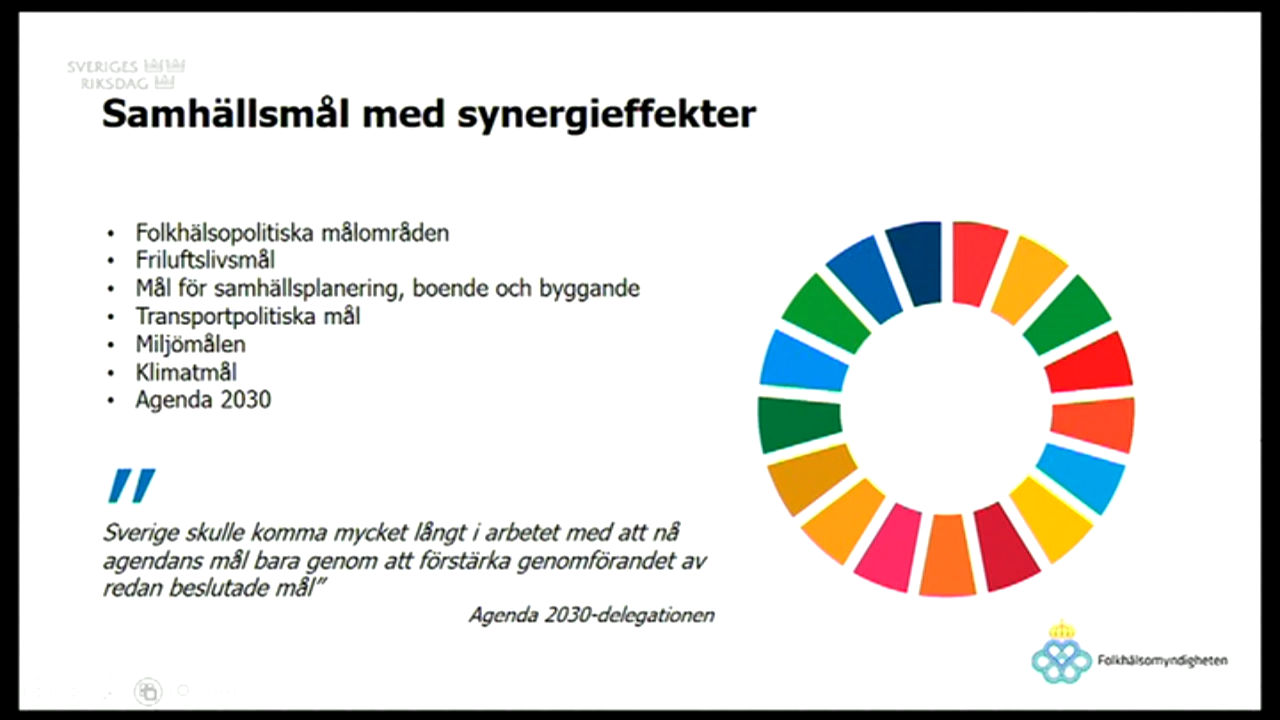 SVERIGES
RIKSDAG
Samhällsmål med synergieffekter
• Folkhälsopolitiska målområden
• Friluftslivsmål
• Mål för samhällsplanering, boende och byggande
• Transportpolitiska mål
• Miljömålen
• Klimatmål
• Agenda 2030
"
Sverige skulle komma mycket långt i arbetet med att nå
agendans mål bara genom att förstärka genomförandet av
redan beslutade mål”
Agenda 2030-delegationen
Folkhälsomyndigheten